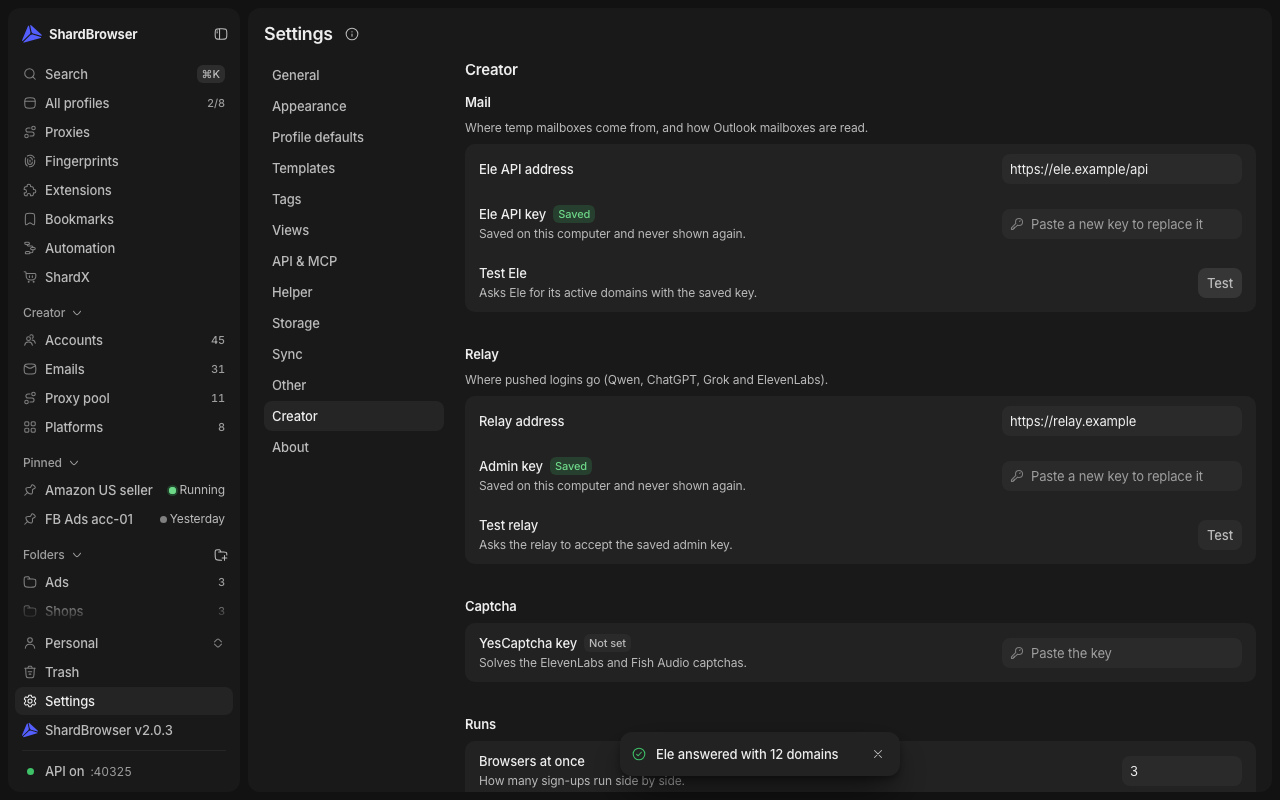 ShardBrowser
Search
⌘K
All profiles
2/8
Proxies
Fingerprints
Extensions
Bookmarks
Automation
ShardX
Creator
Accounts
45
Emails
31
Proxy pool
11
Platforms
8
Pinned
Amazon US seller
Running
FB Ads acc-01
Yesterday
Folders
Ads
3
Shops
3
Personal
Trash
Settings
ShardBrowser v2.0.3
API on :40325
Settings
General
Appearance
Profile defaults
Templates
Tags
Views
API & MCP
Helper
Storage
Sync
Other
Creator
About
Creator
Mail
Where temp mailboxes come from, and how Outlook mailboxes are read.
Ele API address
https://ele.example/api
Ele API key Saved
Saved on this computer and never shown again.
Paste a new key to replace it
Test Ele
Asks Ele for its active domains with the saved key.
Test
Relay
Where pushed logins go (Qwen, ChatGPT, Grok and ElevenLabs).
Relay address
https://relay.example
Admin key Saved
Saved on this computer and never shown again.
Paste a new key to replace it
Test relay
Asks the relay to accept the saved admin key.
Test
Captcha
YesCaptcha key Not set
Solves the ElevenLabs and Fish Audio captchas.
Paste the key
Runs
Browsers at once
How many sign-ups run side by side.
3
Ele answered with 12 domains